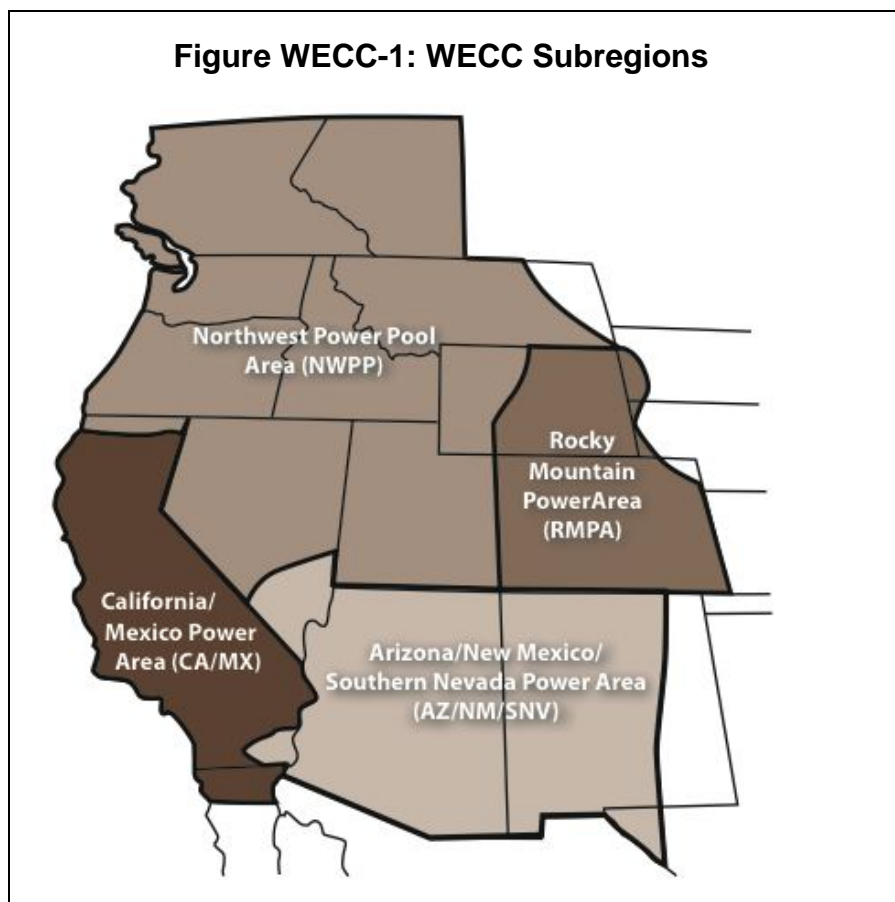 Figure WECC-1: WECC Subregions
Northwest Power Pool
Area (NWPP)
Rocky
Mountain
PowerArea
(RMPA)
California/
Mexico Power
Area (CA/MX)
Arizona/New Mexico/
Southern Nevada Power Area
(AZ/NM/SNV)